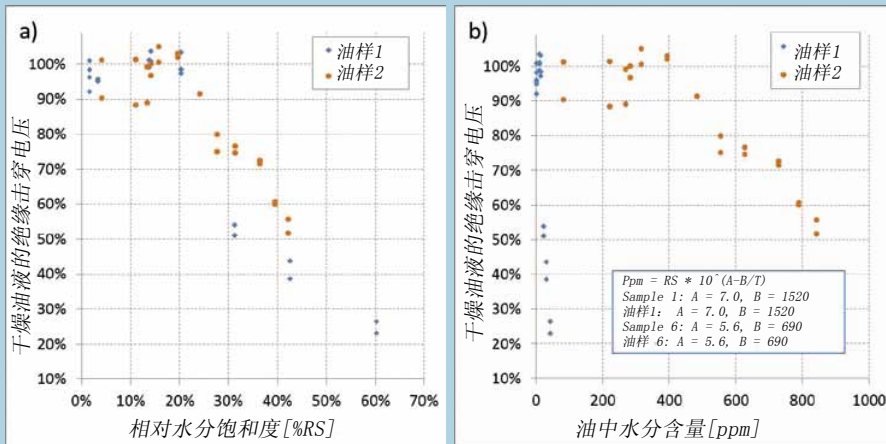 a)
油样1
油样2
干燥油液的绝缘击穿电压
100%
90%
80%
70%
60%
50%
40%
30%
20%
10%
0% 10% 20% 30% 40% 50% 60% 70%
相对水分饱和度[%RS]
b)
油样1
油样2
干燥油液的绝缘击穿电压
100%
90%
80%
70%
60%
50%
40%
30%
20%
10%
Ppm = RS * 10^(A-B/T)
Sample 1: A = 7.0, B = 1520
油样1: A = 7.0, B = 1520
Sample 6: A = 5.6, B = 690
油样 6: A = 5.6, B = 690
0 200 400 600 800 1000
油中水分含量[ppm]